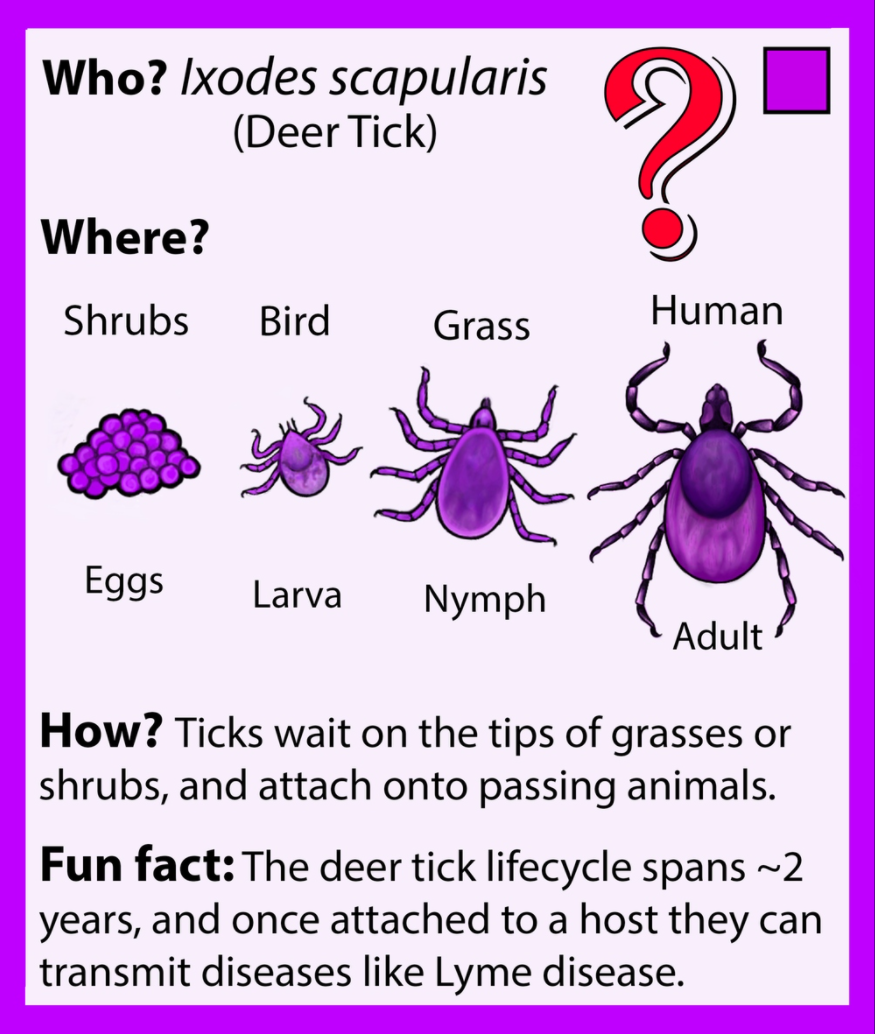 Who? Ixodes scapularis
(Deer Tick)
?
Where?
Shrubs Bird Grass Human
Eggs Larva Nymph Adult
How? Ticks wait on the tips of grasses or
shrubs, and attach onto passing animals.
Fun fact: The deer tick lifecycle spans ~2
years, and once attached to a host they can
transmit diseases like Lyme disease.